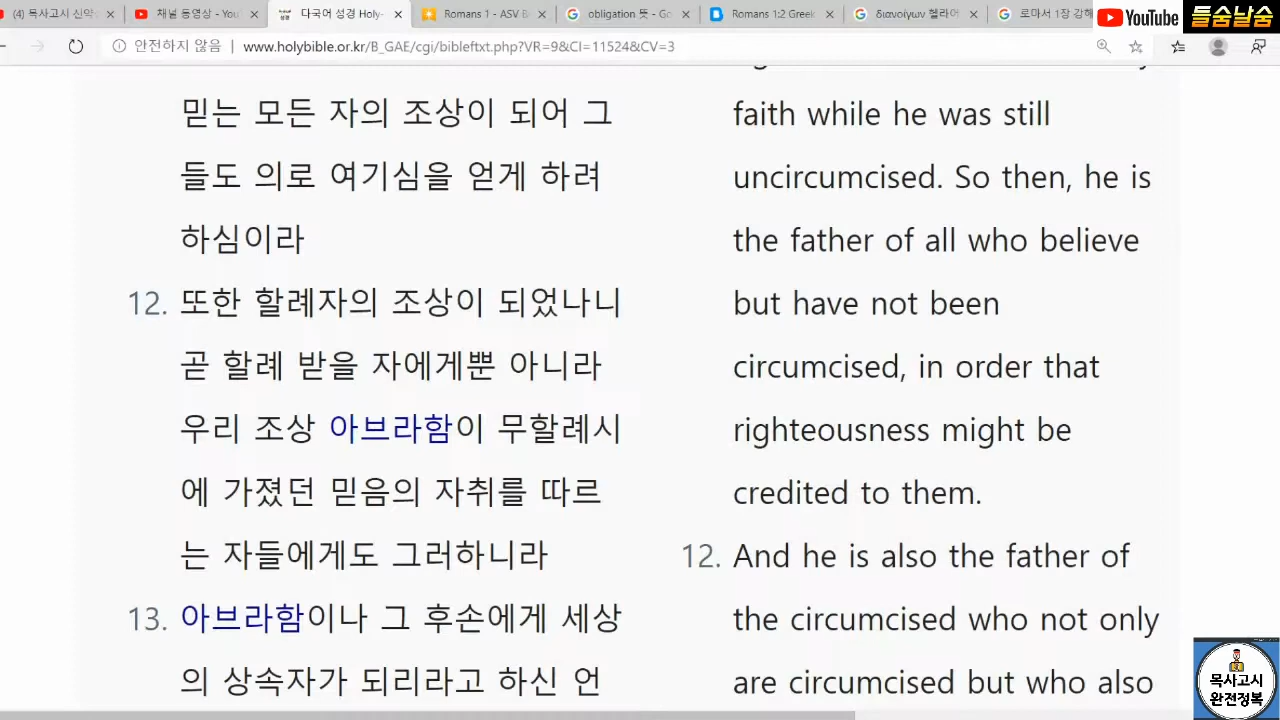 (4) 목사고시 신약
채널 동영상 - You
다국어 성경 Holy-
Romans 1
obligation 뜻 - Go
Romans 1:2 Greek
διανοίγων 헬라어
로마서 1장 강해
YouTube
들숨날숨
안전하지 않음 | www.holybible.or.kr/B_GAE/cgi/bibleftxt.php?VR=9&CI=11524&CV=3
믿는 모든 자의 조상이 되어 그
들도 의로 여기심을 얻게 하려
하심이라
12. 또한 할례자의 조상이 되었나니
곧 할례 받을 자에게뿐 아니라
우리 조상 아브라함이 무할례시
에 가졌던 믿음의 자취를 따르
는 자들에게도 그러하니라
13. 아브라함이나 그 후손에게 세상
의 상속자가 되리라고 하신 언
faith while he was still
uncircumcised. So then, he is
the father of all who believe
but have not been
circumcised, in order that
righteousness might be
credited to them.
12. And he is also the father of
the circumcised who not only
are circumcised but who also
목사고시
완전정복